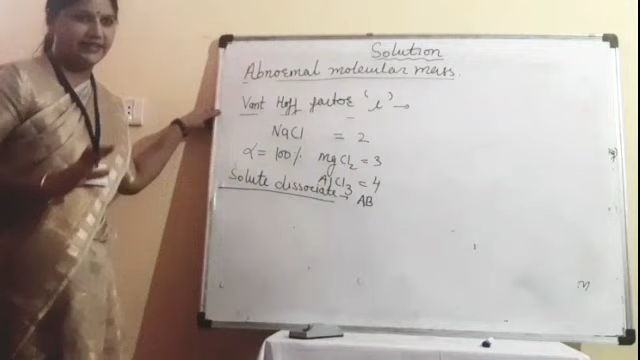 Solution
Abnormal molecular mass.
Vant Hoff factor 'i' →
NaCl = 2
α = 100% MgCl₂ = 3
AlCl₃ = 4
Solute dissociate → AB